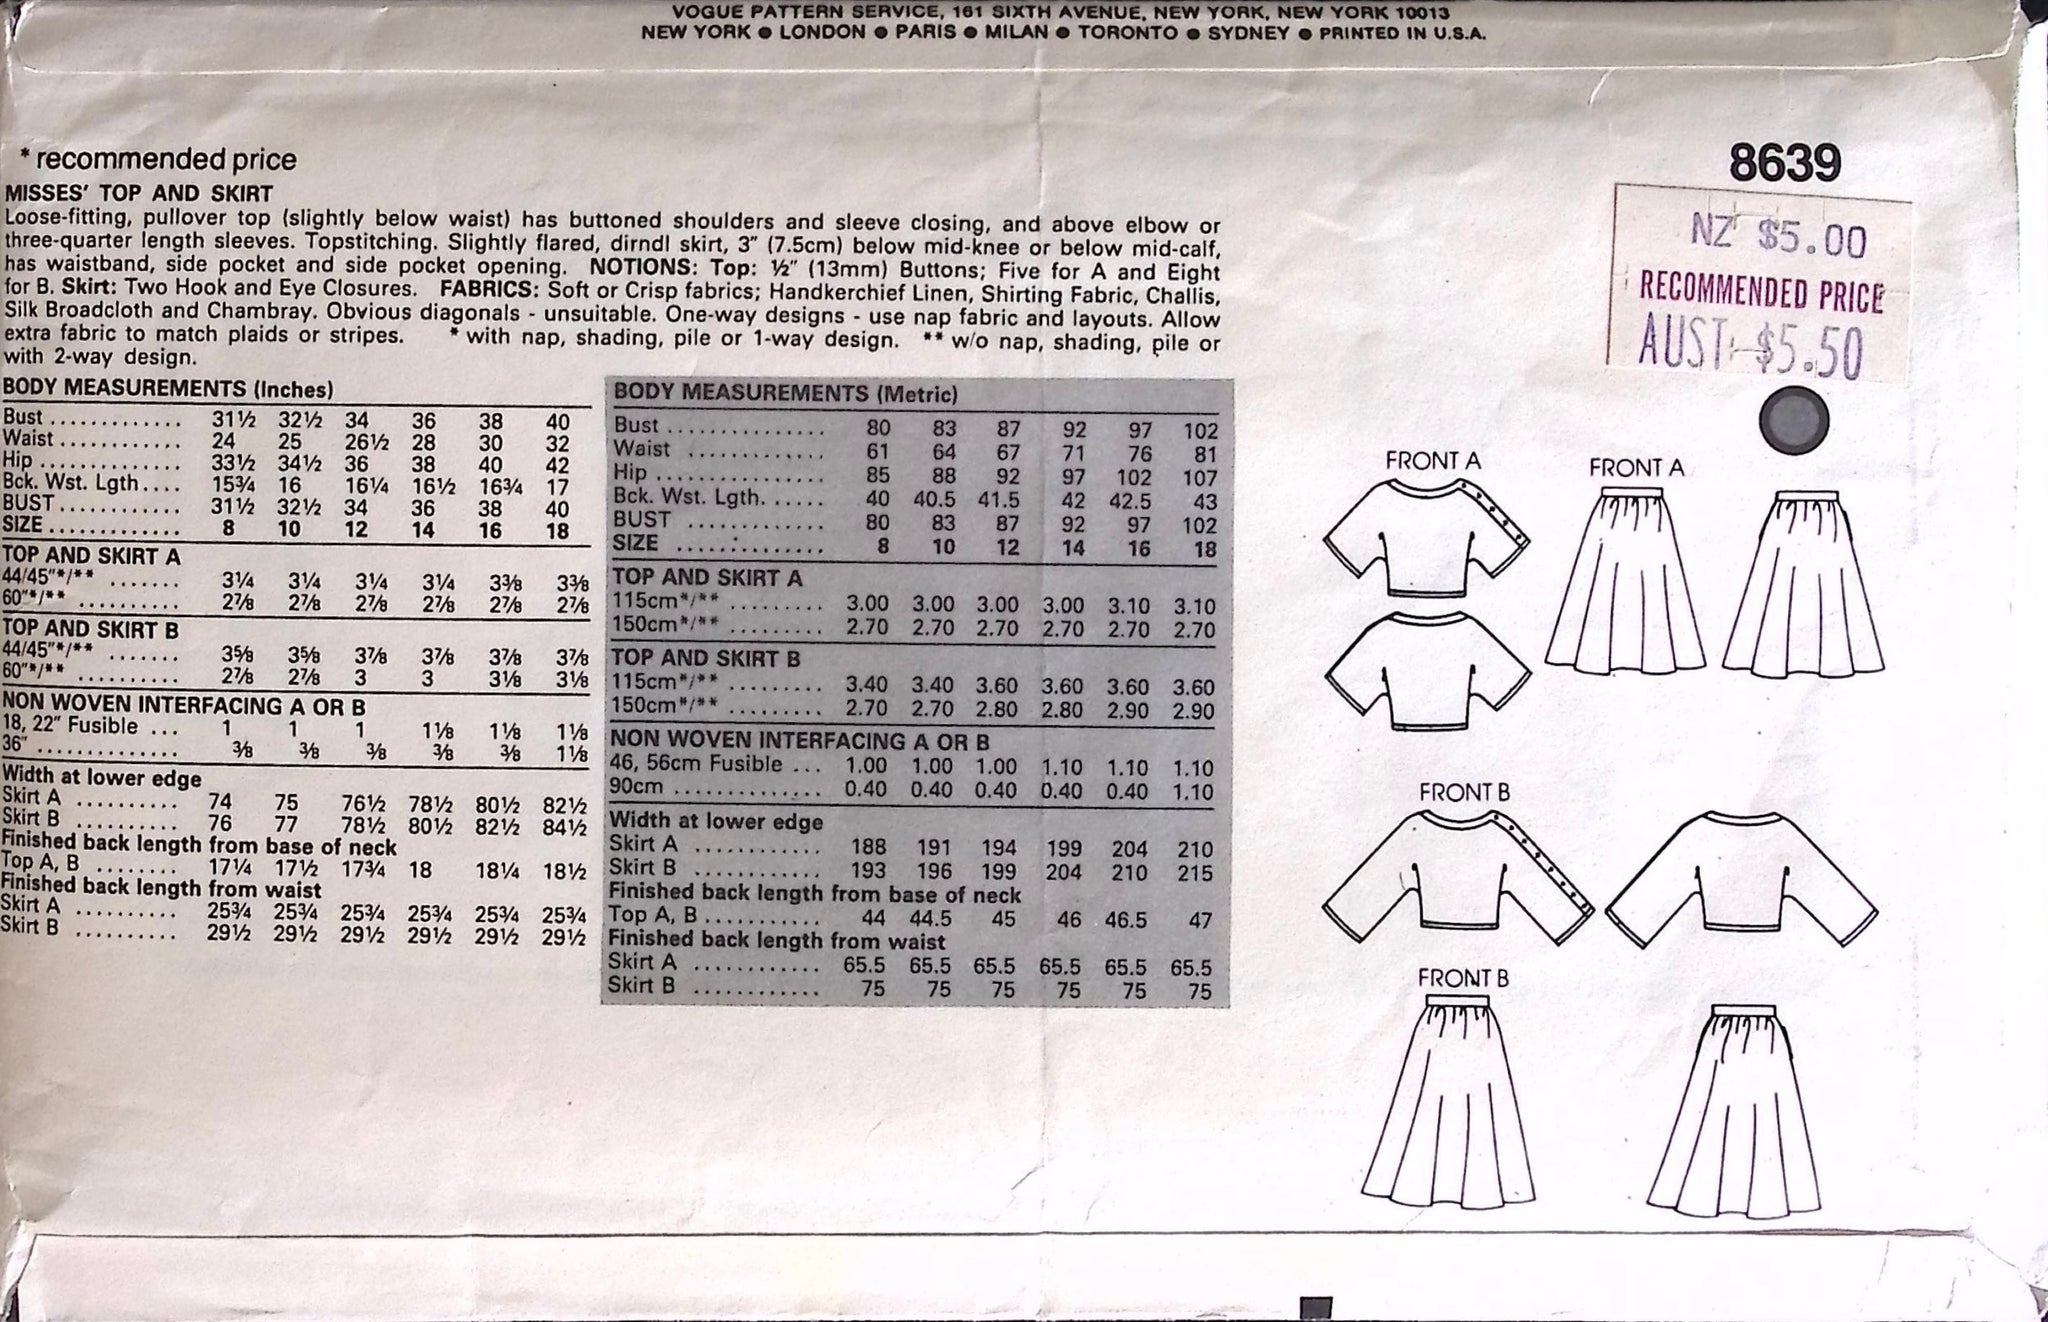 VOGUE PATTERN SERVICE, 161 SIXTH AVENUE, NEW YORK, NEW YORK 10013
NEW YORK ● LONDON ● PARIS ● MILAN ● TORONTO ● SYDNEY ● PRINTED IN U.S.A.
* recommended price
MISSES' TOP AND SKIRT
Loose-fitting, pullover top (slightly below waist) has buttoned shoulders and sleeve closing, and above elbow or
three-quarter length sleeves. Topstitching. Slightly flared, dirndl skirt, 3" (7.5cm) below mid-knee or below mid-calf,
has waistband, side pocket and side pocket opening. NOTIONS: Top: ½" (13mm) Buttons; Five for A and Eight
for B. Skirt: Two Hook and Eye Closures. FABRICS: Soft or Crisp fabrics; Handkerchief Linen, Shirting Fabric, Challis,
Silk Broadcloth and Chambray. Obvious diagonals - unsuitable. One-way designs - use nap fabric and layouts. Allow
extra fabric to match plaids or stripes. * with nap, shading, pile or 1-way design. ** w/o nap, shading, pile or
with 2-way design.
BODY MEASUREMENTS (Inches)
Bust ............. 31½ 32½ 34 36 38 40
Waist ............ 24 25 26½ 28 30 32
Hip .............. 33½ 34½ 36 38 40 42
Bck. Wst. Lgth .... 15¾ 16 16¼ 16½ 16¾ 17
BUST ............ 31½ 32½ 34 36 38 40
SIZE ............. 8 10 12 14 16 18
TOP AND SKIRT A
44/45"*/** ....... 3¼ 3¼ 3¼ 3¼ 3⅜ 3⅜
60"*/** .......... 2⅞ 2⅞ 2⅞ 2⅞ 2⅞ 2⅞
TOP AND SKIRT B
44/45"*/** ....... 3⅝ 3⅝ 3⅞ 3⅞ 3⅞ 3⅞
60"*/** .......... 2⅞ 2⅞ 3 3 3⅛ 3⅛
NON WOVEN INTERFACING A OR B
18, 22" Fusible ... 1 1 1 1⅛ 1⅛ 1⅛
36" .............. ⅜ ⅜ ⅜ ⅜ ⅜ 1⅛
Width at lower edge
Skirt A .......... 74 75 76½ 78½ 80½ 82½
Skirt B .......... 76 77 78½ 80½ 82½ 84½
Finished back length from base of neck
Top A, B ........ 17¼ 17½ 17¾ 18 18¼ 18½
Finished back length from waist
Skirt A .......... 25¾ 25¾ 25¾ 25¾ 25¾ 25¾
Skirt B .......... 29½ 29½ 29½ 29½ 29½ 29½
BODY MEASUREMENTS (Metric)
Bust ............... 80 83 87 92 97 102
Waist ............. 61 64 67 71 76 81
Hip ................ 85 88 92 97 102 107
Bck. Wst. Lgth. ...... 40 40.5 41.5 42 42.5 43
BUST ............. 80 83 87 92 97 102
SIZE .............. 8 10 12 14 16 18
TOP AND SKIRT A
115cm*/** ......... 3.00 3.00 3.00 3.00 3.10 3.10
150cm*/** ......... 2.70 2.70 2.70 2.70 2.70 2.70
TOP AND SKIRT B
115cm*/** ......... 3.40 3.40 3.60 3.60 3.60 3.60
150cm*/** ......... 2.70 2.70 2.80 2.80 2.90 2.90
NON WOVEN INTERFACING A OR B
46, 56cm Fusible ... 1.00 1.00 1.00 1.10 1.10 1.10
90cm .............. 0.40 0.40 0.40 0.40 0.40 1.10
Width at lower edge
Skirt A ............ 188 191 194 199 204 210
Skirt B ............ 193 196 199 204 210 215
Finished back length from base of neck
Top A, B ........... 44 44.5 45 46 46.5 47
Finished back length from waist
Skirt A ............ 65.5 65.5 65.5 65.5 65.5 65.5
Skirt B ............ 75 75 75 75 75 75
8639
NZ $5.00
RECOMMENDED PRICE
AUST $5.50
FRONT A
FRONT A
FRONT B
FRONT B